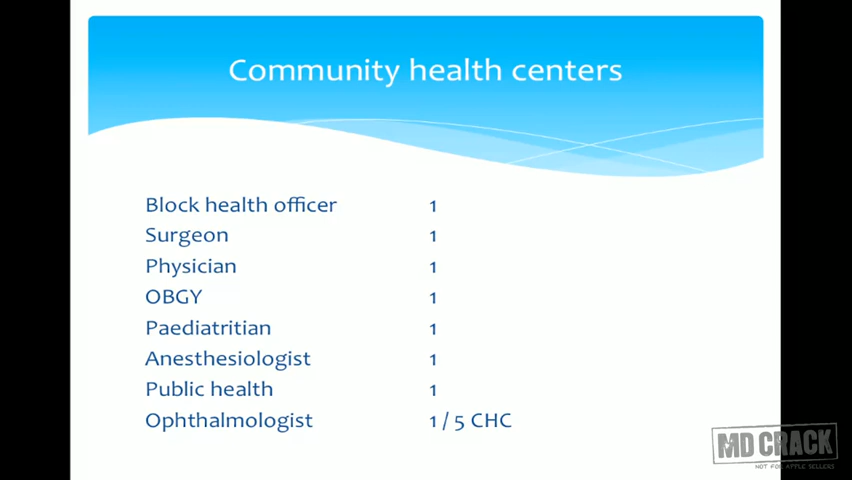 Community health centers
Block health officer 1
Surgeon 1
Physician 1
OBGY 1
Paediatritian 1
Anesthesiologist 1
Public health 1
Ophthalmologist 1 / 5 CHC
MD CRACK
NOT FOR APPLE SELLERS